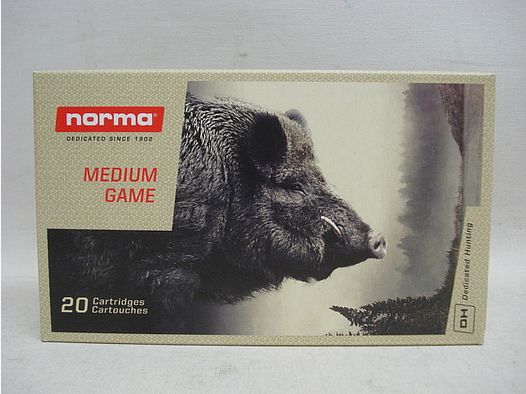 norma
DEDICATED SINCE 1902
MEDIUM
GAME
20 Cartridges
Cartouches
DH Dedicated Hunting